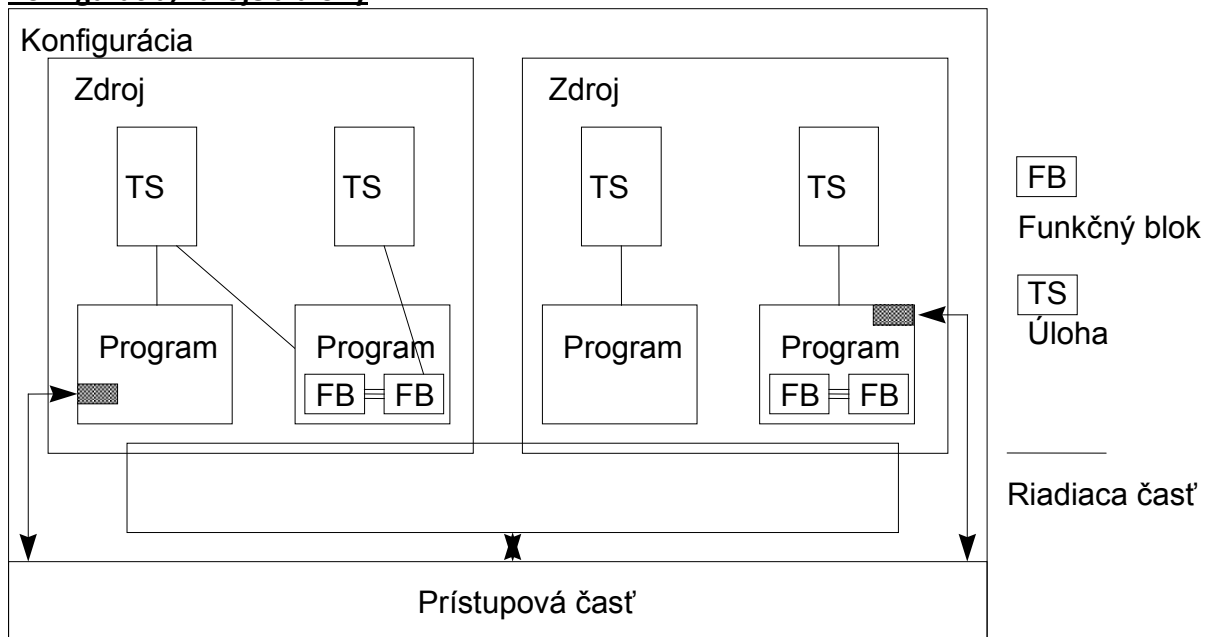 Konfigurácia
Zdroj
Zdroj
TS
TS
TS
TS
FB
Funkčný blok
TS
Úloha
Program
Program
Program
Program
FB
FB
FB
FB
Riadiaca časť
Prístupová časť